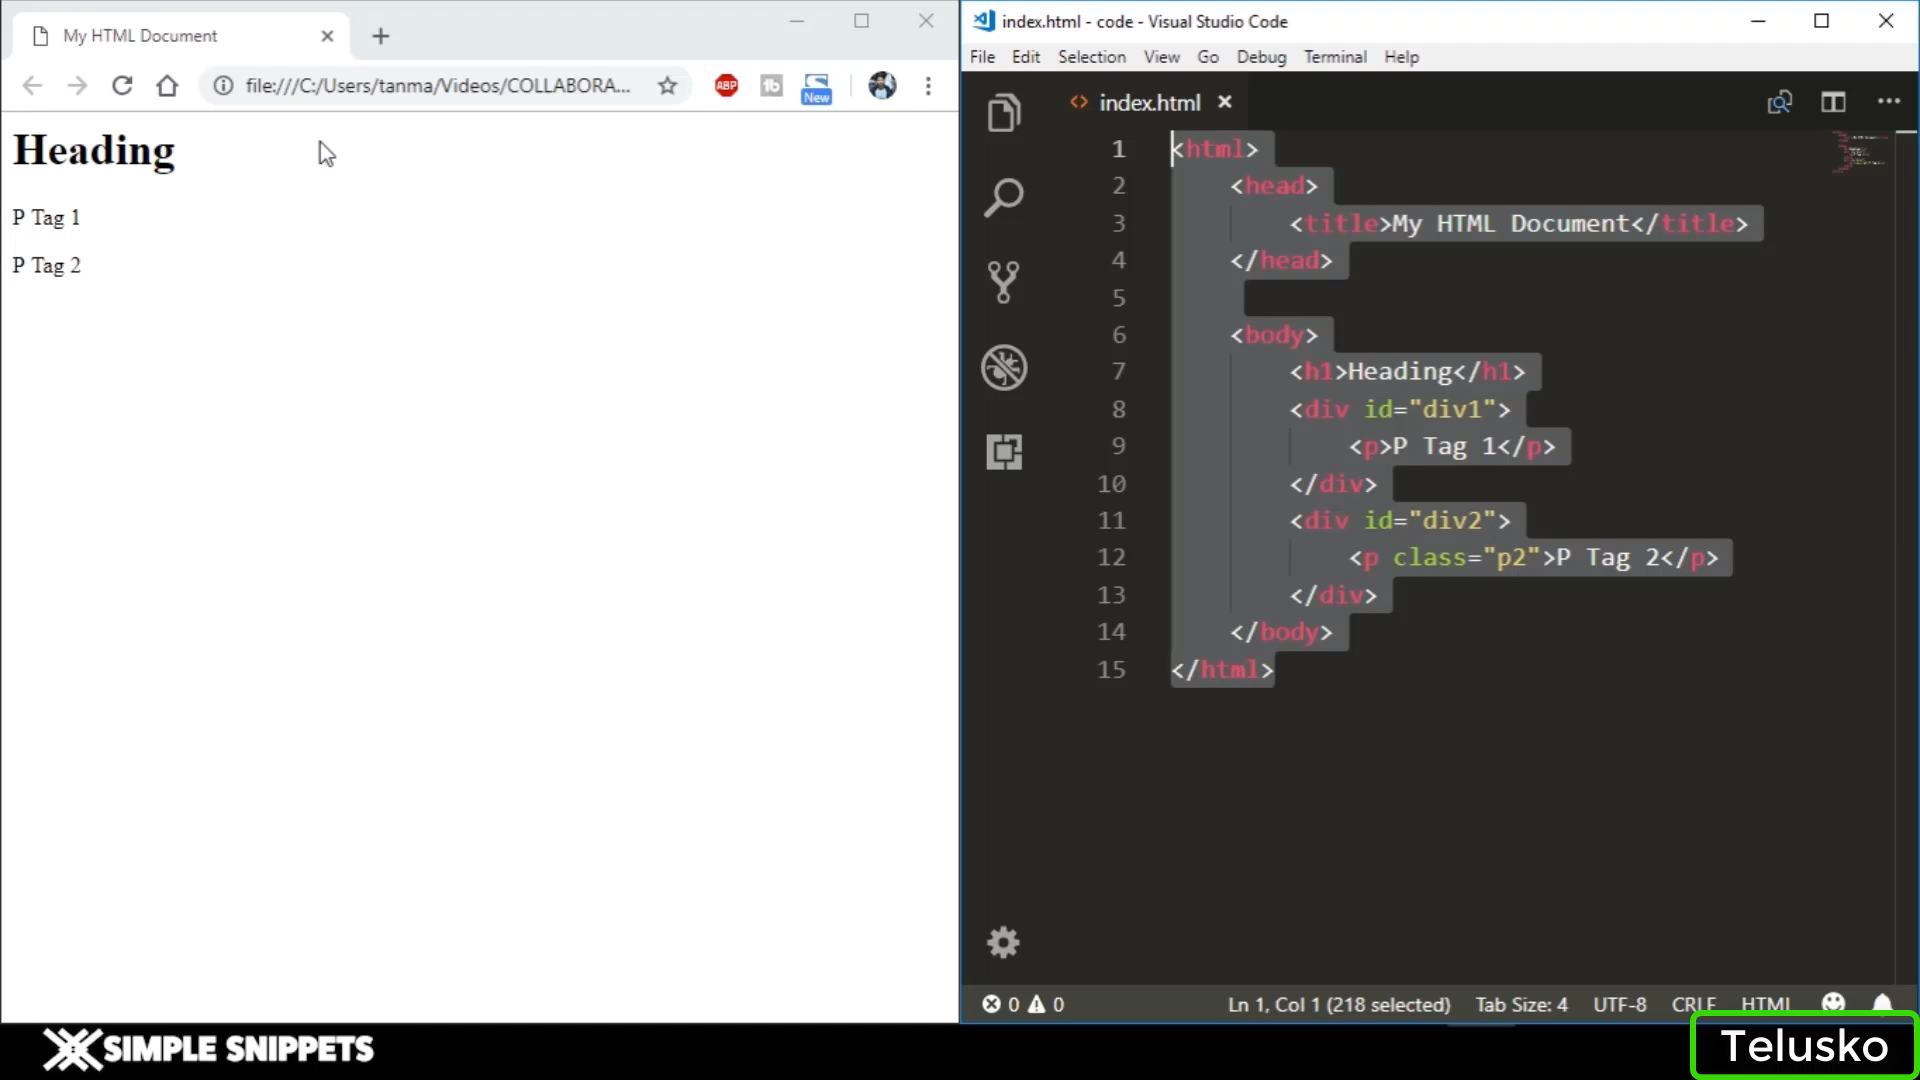 My HTML Document
file:///C:/Users/tanma/Videos/COLLABORA...
ABP
New
Heading
P Tag 1
P Tag 2
index.html - code - Visual Studio Code
File Edit Selection View Go Debug Terminal Help
index.html
1 <html>
2 <head>
3 <title>My HTML Document</title>
4 </head>
5
6 <body>
7 <h1>Heading</h1>
8 <div id="div1">
9 <p>P Tag 1</p>
10 </div>
11 <div id="div2">
12 <p class="p2">P Tag 2</p>
13 </div>
14 </body>
15 </html>
0 0 Ln 1, Col 1 (218 selected) Tab Size: 4 UTF-8 CRLF HTML
SIMPLE SNIPPETS
Telusko